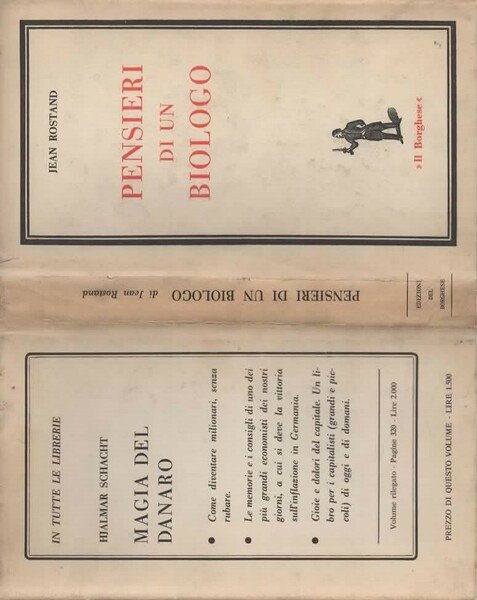 JEAN ROSTAND
PENSIERI
DI UN
BIOLOGO
»Il Borghese«
PENSIERI DI UN BIOLOGO
di Jean Rostand
EDIZIONI
DEL
BORGHESE
IN TUTTE LE LIBRERIE
HJALMAR SCHACHT
MAGIA DEL
DANARO
● Come diventare milionari, senza
rubare.
● Le memorie e i consigli di uno dei
più grandi economisti dei nostri
giorni, a cui si deve la vittoria
sull'inflazione in Germania.
● Gioie e dolori del capitale. Un li-
bro per i capitalisti (grandi e pic-
coli) di oggi e di domani.
Volume rilegato - Pagine 320 - Lire 2.000
PREZZO DI QUESTO VOLUME - LIRE 1.500